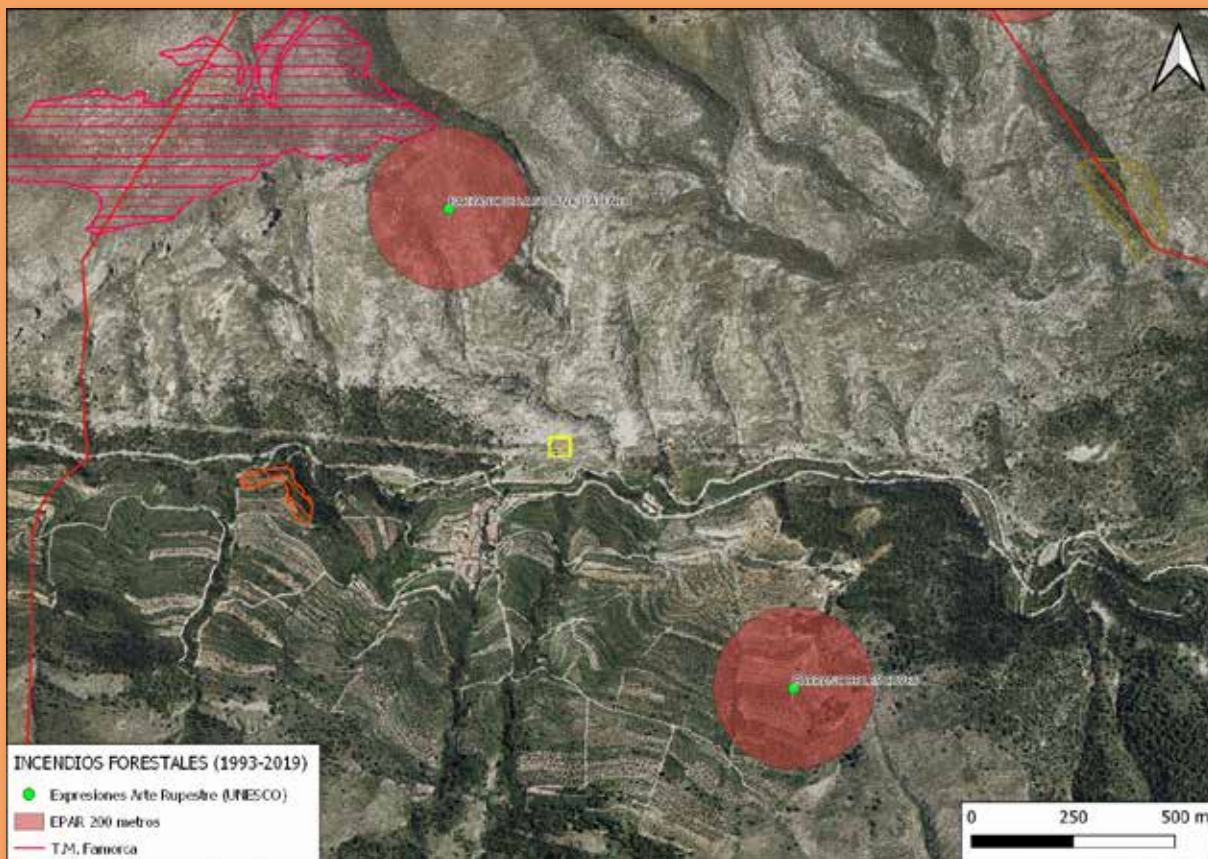 INCENDIOS FORESTALES (1993-2019)
Expresiones Arte Rupestre (UNESCO)
EPAR 200 metros
T.M. Famorca
0 250 500 m